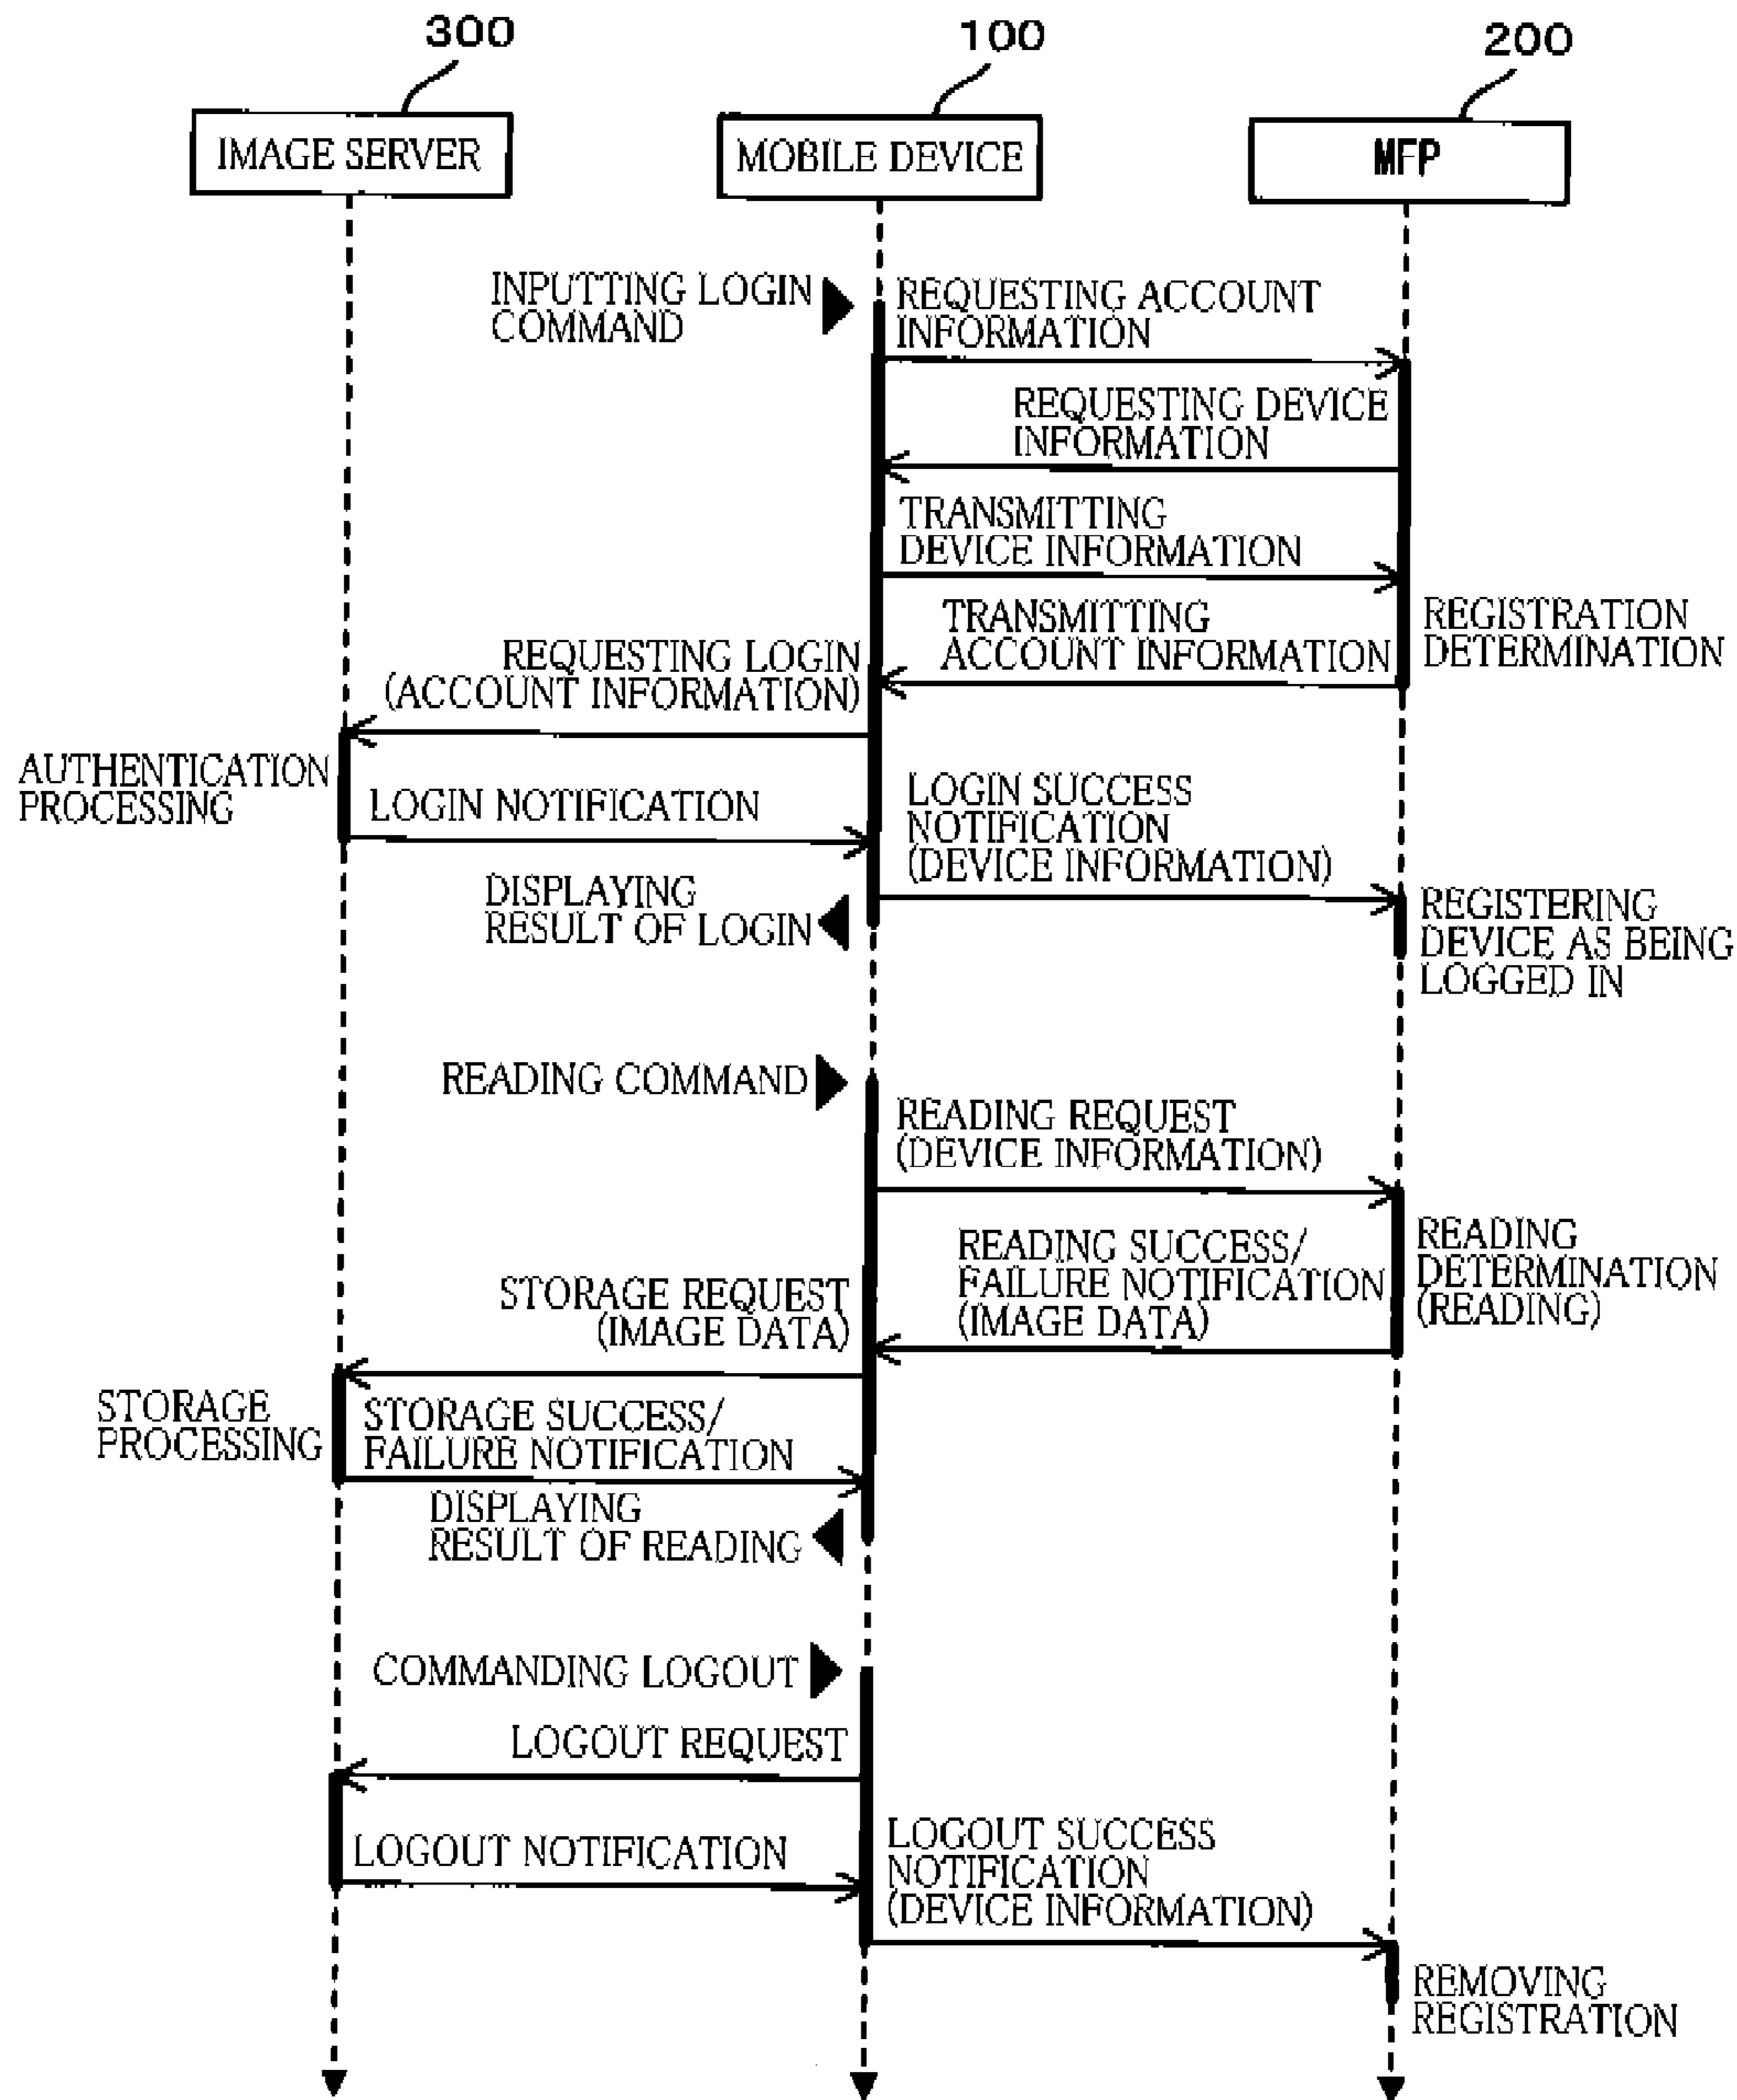 300
100
200
IMAGE SERVER
MOBILE DEVICE
MFP
INPUTTING LOGIN
COMMAND
REQUESTING ACCOUNT
INFORMATION
REQUESTING DEVICE
INFORMATION
TRANSMITTING
DEVICE INFORMATION
TRANSMITTING
ACCOUNT INFORMATION
REGISTRATION
DETERMINATION
REQUESTING LOGIN
(ACCOUNT INFORMATION)
AUTHENTICATION
PROCESSING
LOGIN NOTIFICATION
LOGIN SUCCESS
NOTIFICATION
(DEVICE INFORMATION)
DISPLAYING
RESULT OF LOGIN
REGISTERING
DEVICE AS BEING
LOGGED IN
READING COMMAND
READING REQUEST
(DEVICE INFORMATION)
READING SUCCESS/
FAILURE NOTIFICATION
(IMAGE DATA)
READING
DETERMINATION
(READING)
STORAGE REQUEST
(IMAGE DATA)
STORAGE
PROCESSING
STORAGE SUCCESS/
FAILURE NOTIFICATION
DISPLAYING
RESULT OF READING
COMMANDING LOGOUT
LOGOUT REQUEST
LOGOUT NOTIFICATION
LOGOUT SUCCESS
NOTIFICATION
(DEVICE INFORMATION)
REMOVING
REGISTRATION